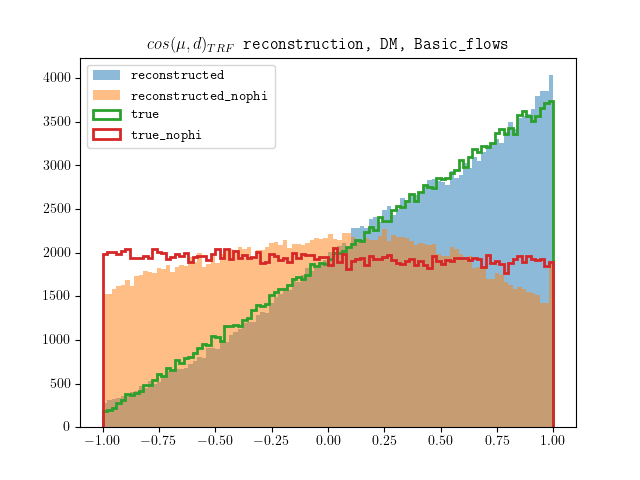 cos(μ, d)TRF reconstruction, DM, Basic_flows
reconstructed
reconstructed_nophi
true
true_nophi
4000
3500
3000
2500
2000
1500
1000
500
0
−1.00 −0.75 −0.50 −0.25 0.00 0.25 0.50 0.75 1.00